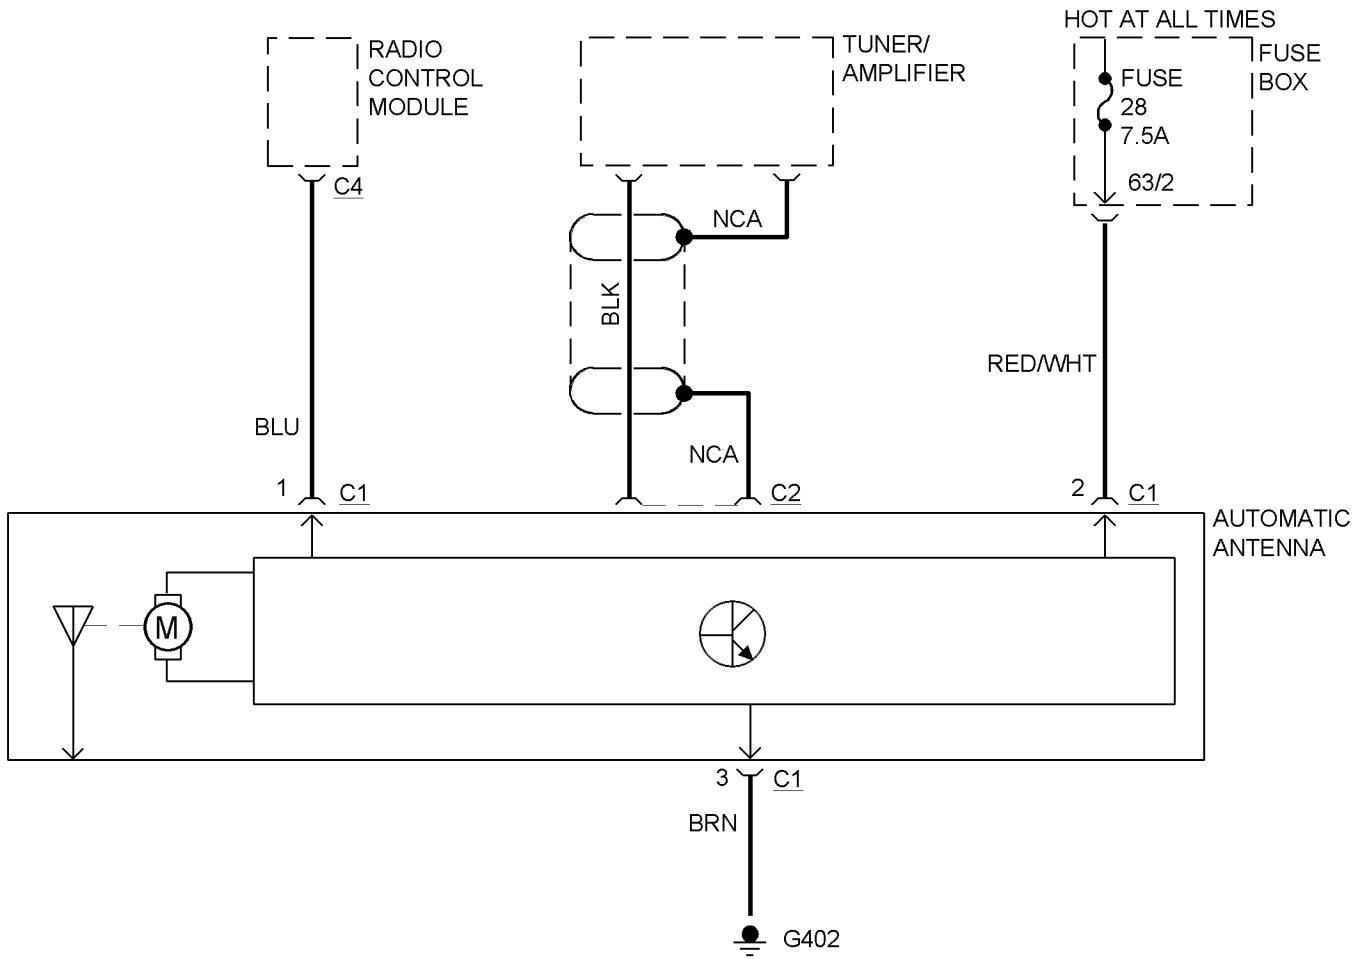 HOT AT ALL TIMES
RADIO
CONTROL
MODULE
TUNER/
AMPLIFIER
FUSE
BOX
FUSE
28
7.5A
63/2
C4
NCA
BLK
RED/WHT
BLU
NCA
1 C1
C2
2 C1
AUTOMATIC
ANTENNA
M
3 C1
BRN
G402